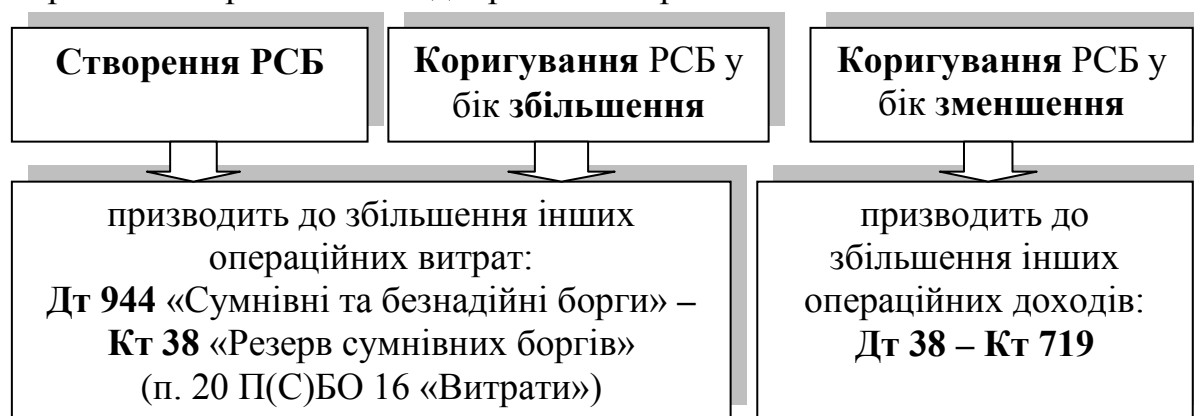 Створення РСБ
Коригування РСБ у
бік збільшення
Коригування РСБ у
бік зменшення
призводить до збільшення інших
операційних витрат:
Дт 944 «Сумнівні та безнадійні борги» –
Кт 38 «Резерв сумнівних боргів»
(п. 20 П(С)БО 16 «Витрати»)
призводить до
збільшення інших
операційних доходів:
Дт 38 – Кт 719